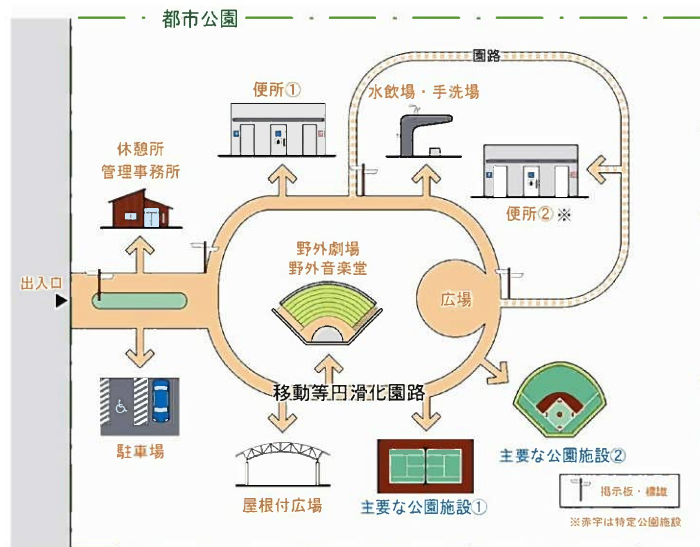 都市公園
園路
便所①
水飲場・手洗場
休憩所
管理事務所
便所②※
野外劇場
野外音楽堂
出入口
広場
移動等円滑化園路
駐車場
屋根付広場
主要な公園施設①
主要な公園施設②
掲示板・標識
※赤字は特定公園施設